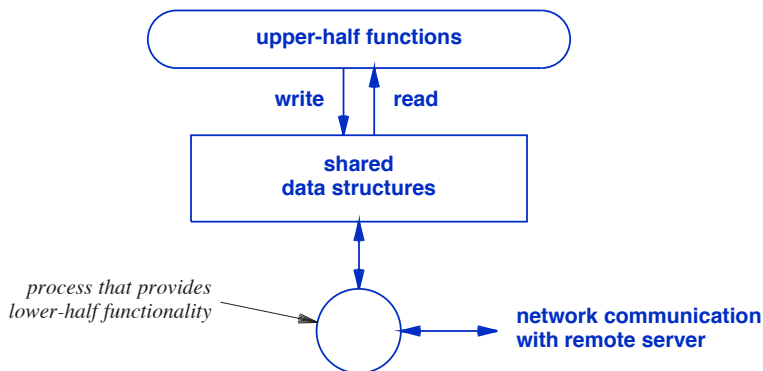 upper-half functions
write read
shared
data structures
process that provides
lower-half functionality
network communication
with remote server